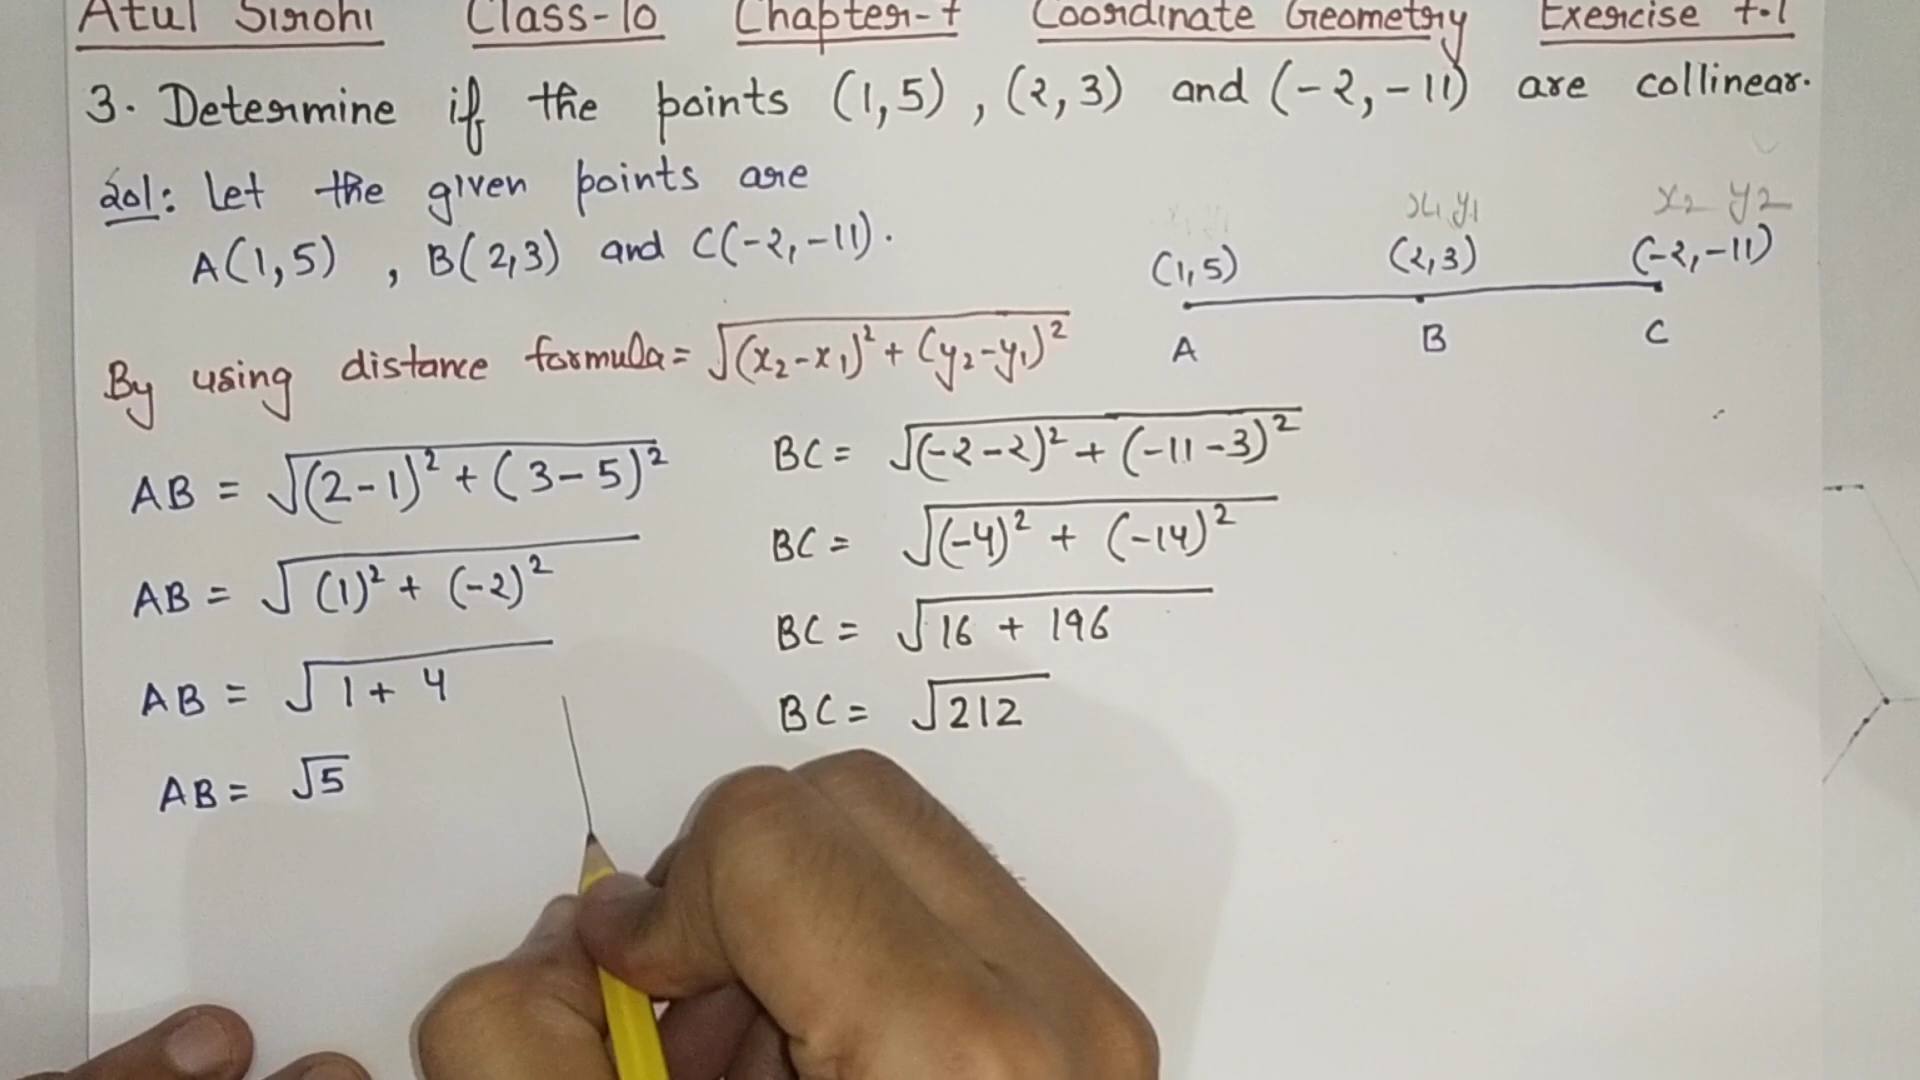 Atul Sirohi Class-10 Chapter-7 Coordinate Geometry Exercise 7.1
3. Determine if the points (1,5), (2,3) and (-2,-11) are collinear.
Sol: Let the given points are
A(1,5), B(2,3) and C(-2,-11).
x₁ y₁ x₂ y₂
(1,5) (2,3) (-2,-11)
A B C
By using distance formula = √(x₂-x₁)² + (y₂-y₁)²
AB = √(2-1)² + (3-5)²
AB = √(1)² + (-2)²
AB = √1 + 4
AB = √5
BC = √(-2-2)² + (-11-3)²
BC = √(-4)² + (-14)²
BC = √16 + 196
BC = √212